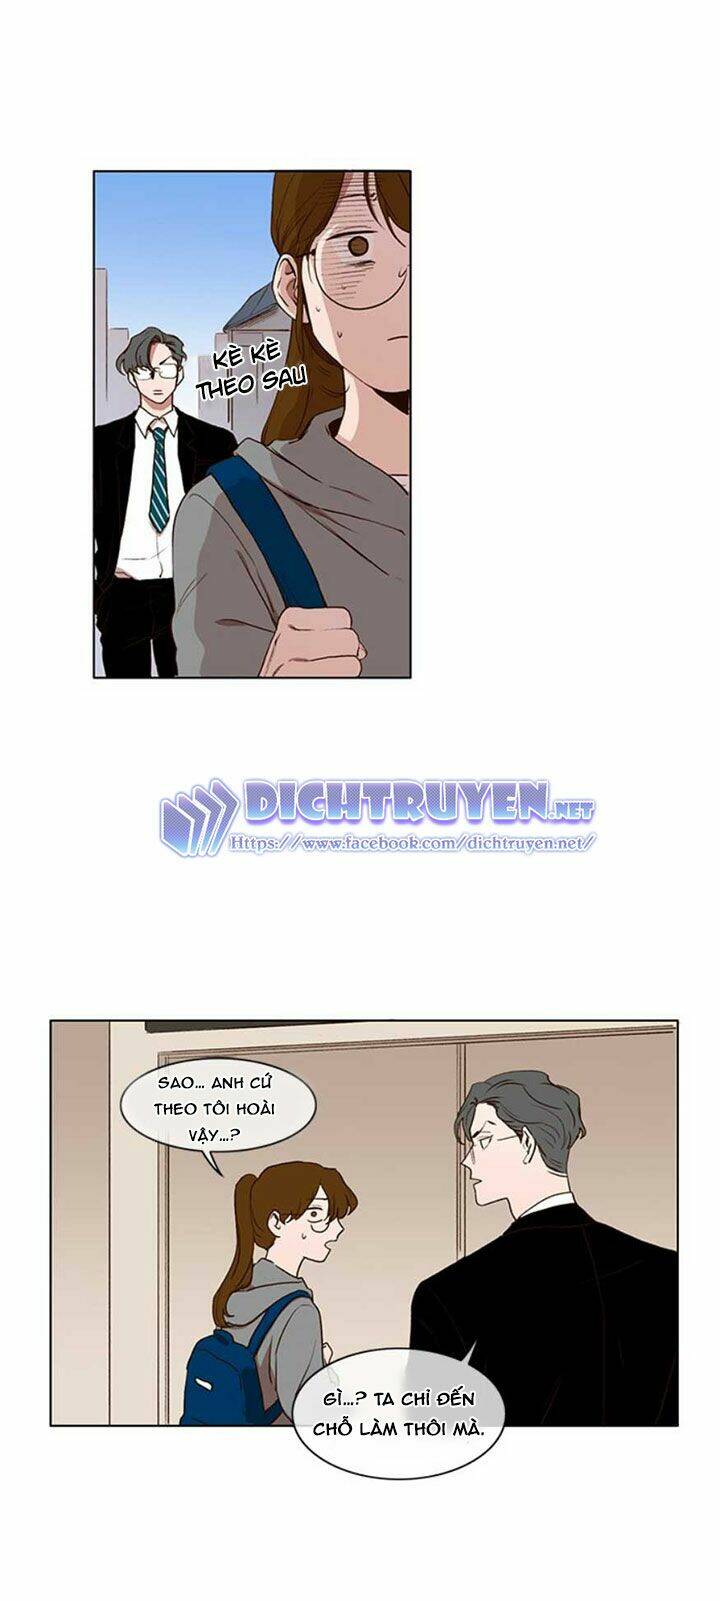 KÈ KÈ
THEO SAU
DICHTRUYEN.NET
Https://www.facebook.com/dichtruyen.net/
SAO... ANH CỨ
THEO TÔI HOÀI
VẬY...?
GÌ...? TA CHỈ ĐẾN
CHỖ LÀM THÔI MÀ.